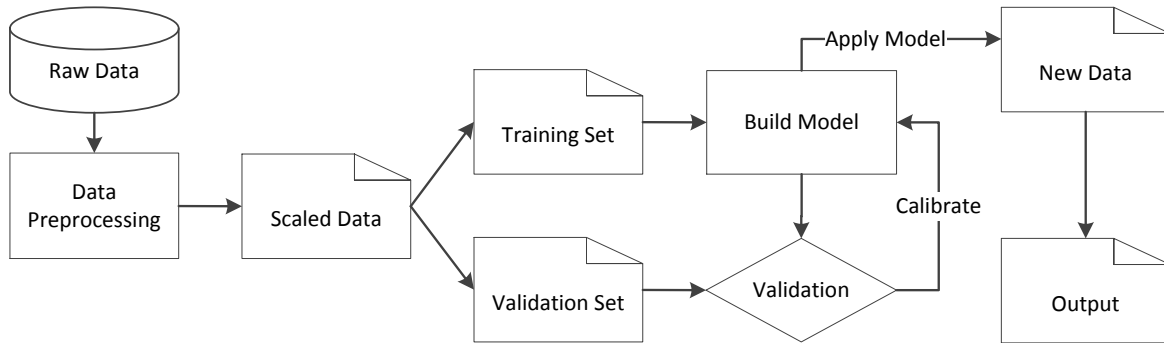 Raw Data
Data
Preprocessing
Scaled Data
Training Set
Validation Set
Build Model
Validation
Calibrate
Apply Model
New Data
Output